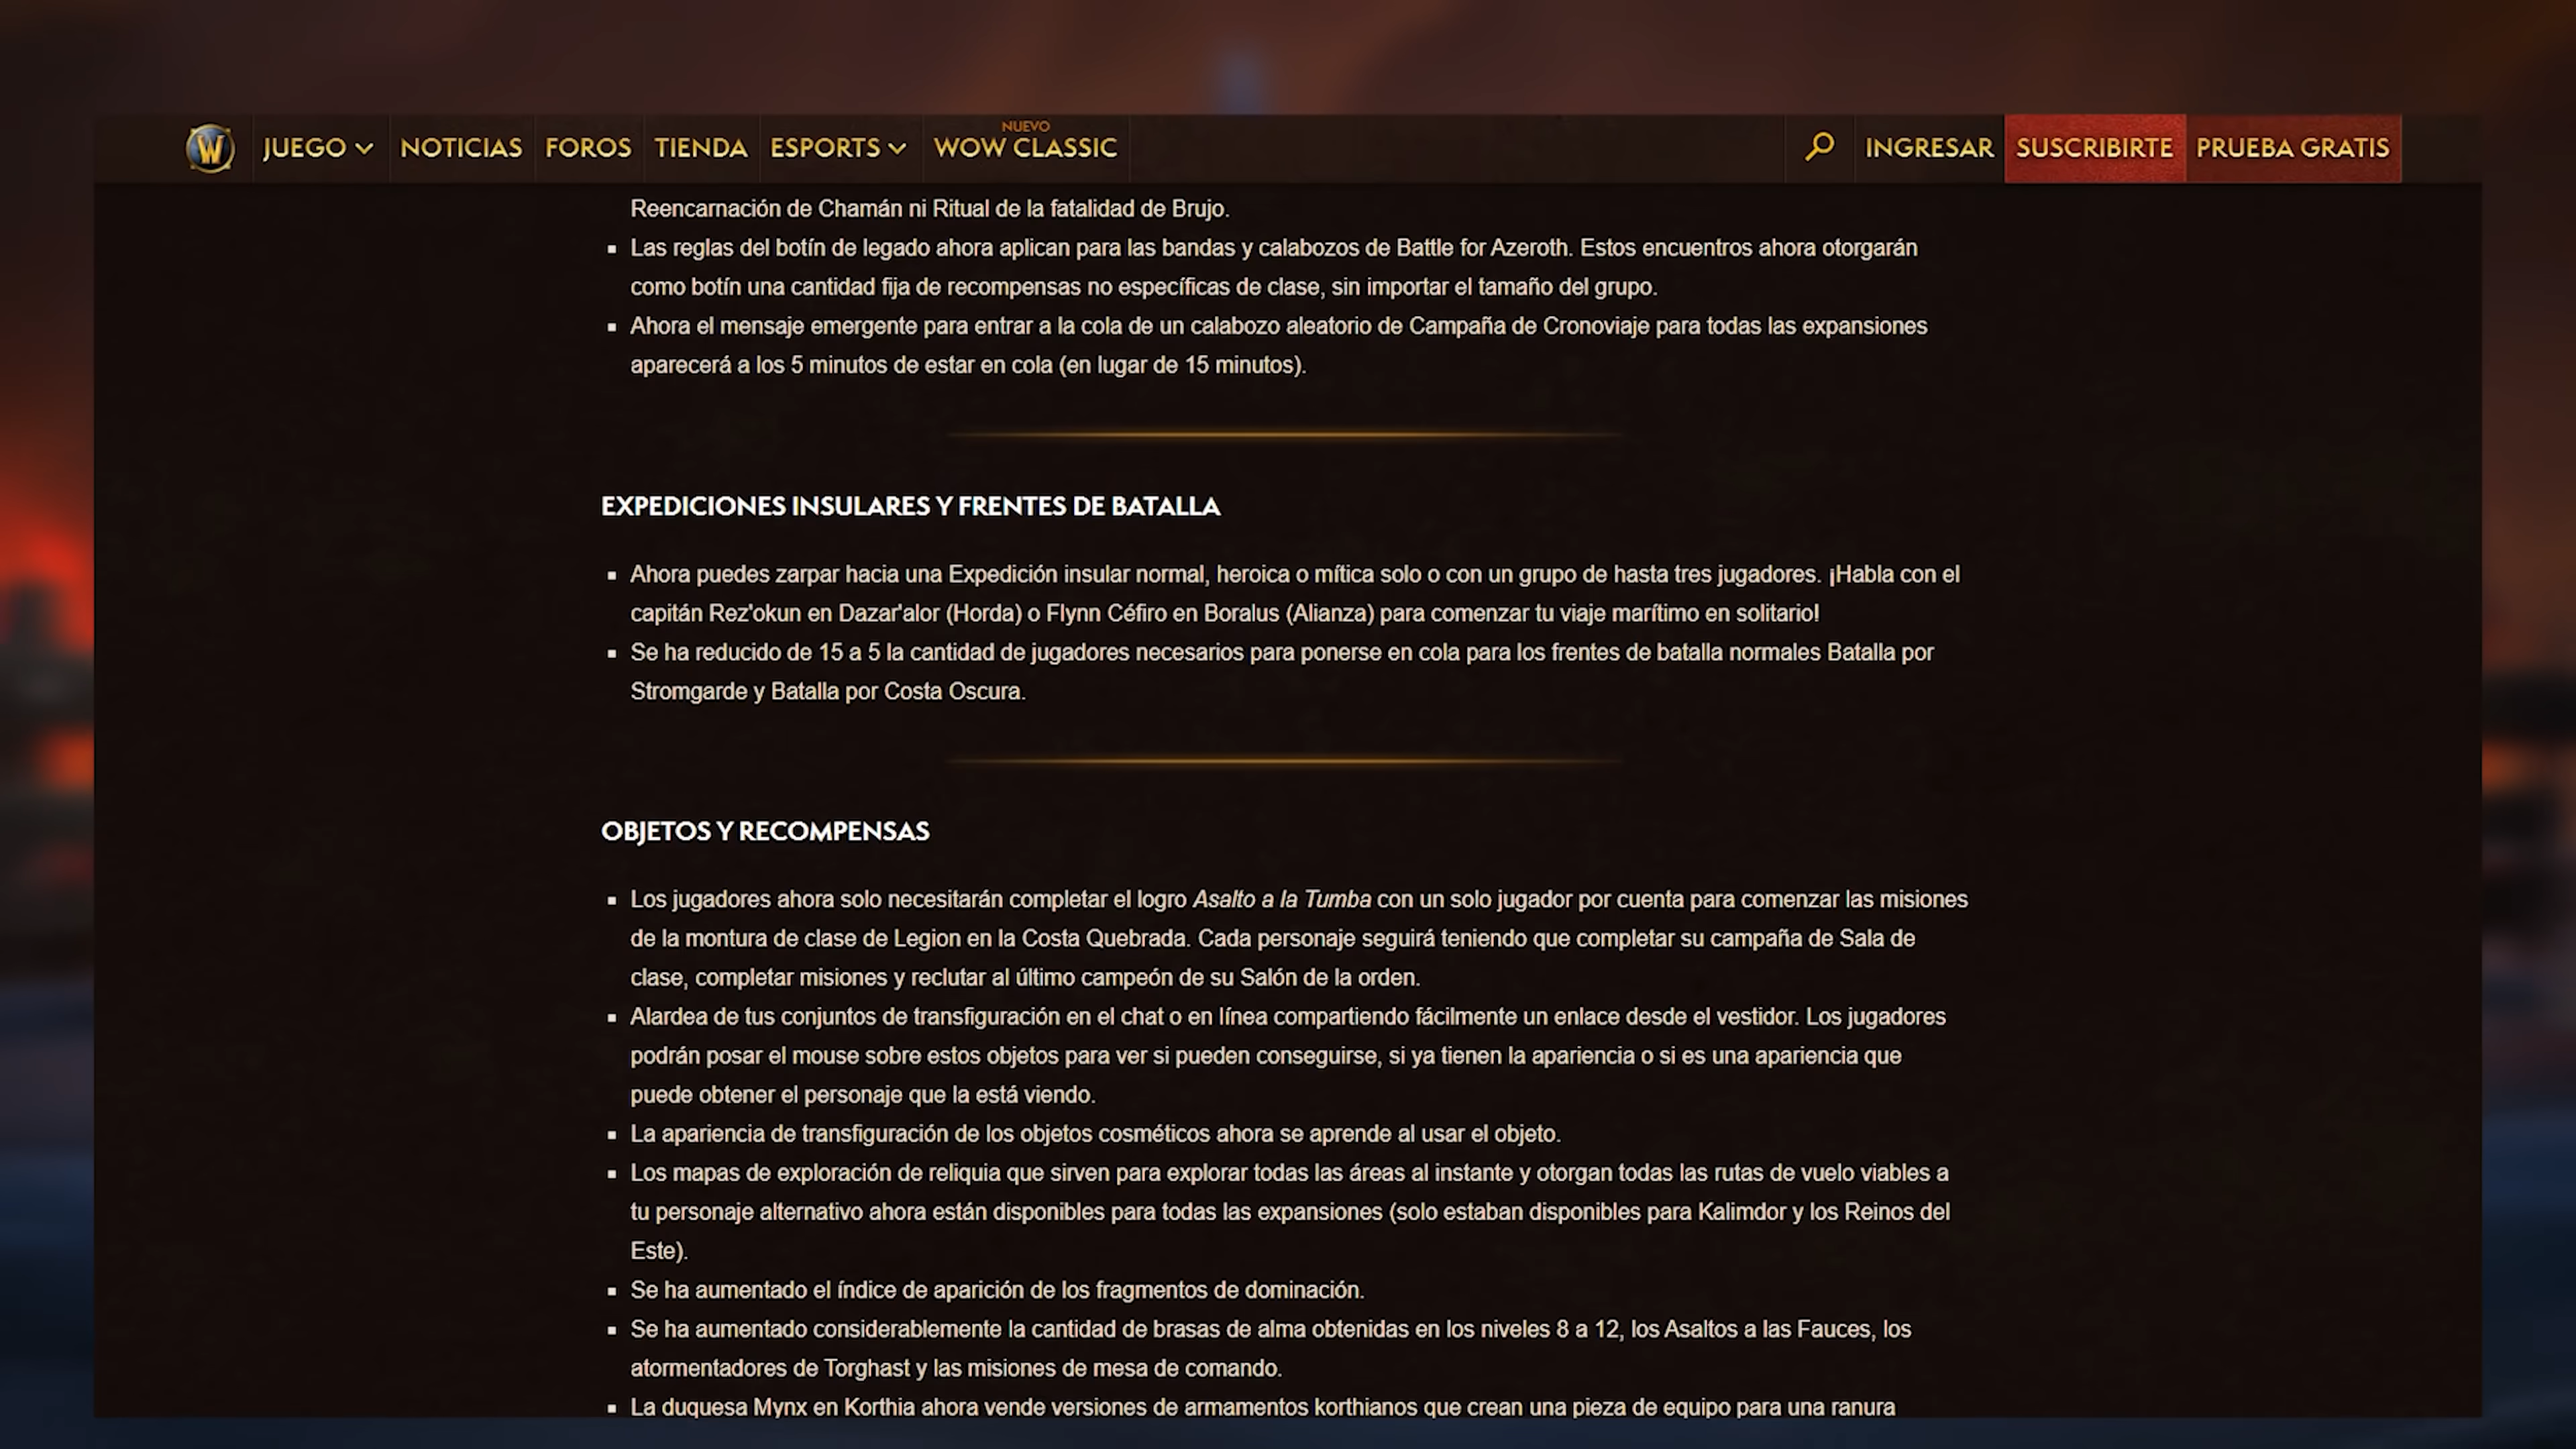 W JUEGO NOTICIAS FOROS TIENDA ESPORTS NUEVO WOW CLASSIC INGRESAR SUSCRIBIRTE PRUEBA GRATIS
Reencarnación de Chamán ni Ritual de la fatalidad de Brujo.
▪ Las reglas del botín de legado ahora aplican para las bandas y calabozos de Battle for Azeroth. Estos encuentros ahora otorgarán
como botín una cantidad fija de recompensas no específicas de clase, sin importar el tamaño del grupo.
▪ Ahora el mensaje emergente para entrar a la cola de un calabozo aleatorio de Campaña de Cronoviaje para todas las expansiones
aparecerá a los 5 minutos de estar en cola (en lugar de 15 minutos).
EXPEDICIONES INSULARES Y FRENTES DE BATALLA
▪ Ahora puedes zarpar hacia una Expedición insular normal, heroica o mítica solo o con un grupo de hasta tres jugadores. ¡Habla con el
capitán Rez'okun en Dazar'alor (Horda) o Flynn Céfiro en Boralus (Alianza) para comenzar tu viaje marítimo en solitario!
▪ Se ha reducido de 15 a 5 la cantidad de jugadores necesarios para ponerse en cola para los frentes de batalla normales Batalla por
Stromgarde y Batalla por Costa Oscura.
OBJETOS Y RECOMPENSAS
▪ Los jugadores ahora solo necesitarán completar el logro Asalto a la Tumba con un solo jugador por cuenta para comenzar las misiones
de la montura de clase de Legion en la Costa Quebrada. Cada personaje seguirá teniendo que completar su campaña de Sala de
clase, completar misiones y reclutar al último campeón de su Salón de la orden.
▪ Alardea de tus conjuntos de transfiguración en el chat o en línea compartiendo fácilmente un enlace desde el vestidor. Los jugadores
podrán posar el mouse sobre estos objetos para ver si pueden conseguirse, si ya tienen la apariencia o si es una apariencia que
puede obtener el personaje que la está viendo.
▪ La apariencia de transfiguración de los objetos cosméticos ahora se aprende al usar el objeto.
▪ Los mapas de exploración de reliquia que sirven para explorar todas las áreas al instante y otorgan todas las rutas de vuelo viables a
tu personaje alternativo ahora están disponibles para todas las expansiones (solo estaban disponibles para Kalimdor y los Reinos del
Este).
▪ Se ha aumentado el índice de aparición de los fragmentos de dominación.
▪ Se ha aumentado considerablemente la cantidad de brasas de alma obtenidas en los niveles 8 a 12, los Asaltos a las Fauces, los
atormentadores de Torghast y las misiones de mesa de comando.
▪ La duquesa Mynx en Korthia ahora vende versiones de armamentos korthianos que crean una pieza de equipo para una ranura